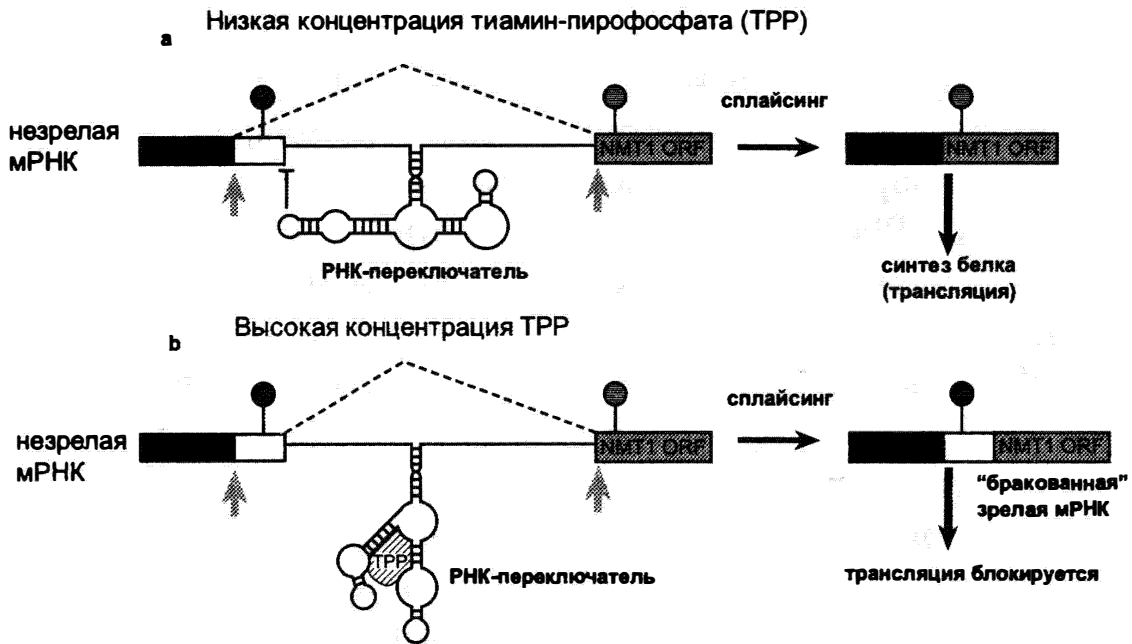 Низкая концентрация тиамин-пирофосфата (TPP)
a
незрелая
мРНК
NMT1 ORF
сплайсинг
NMT1 ORF
РНК-переключатель
синтез белка
(трансляция)
Высокая концентрация TPP
b
незрелая
мРНК
NMT1 ORF
сплайсинг
NMT1 ORF
TPP
РНК-переключатель
“бракованная”
зрелая мРНК
трансляция блокируется